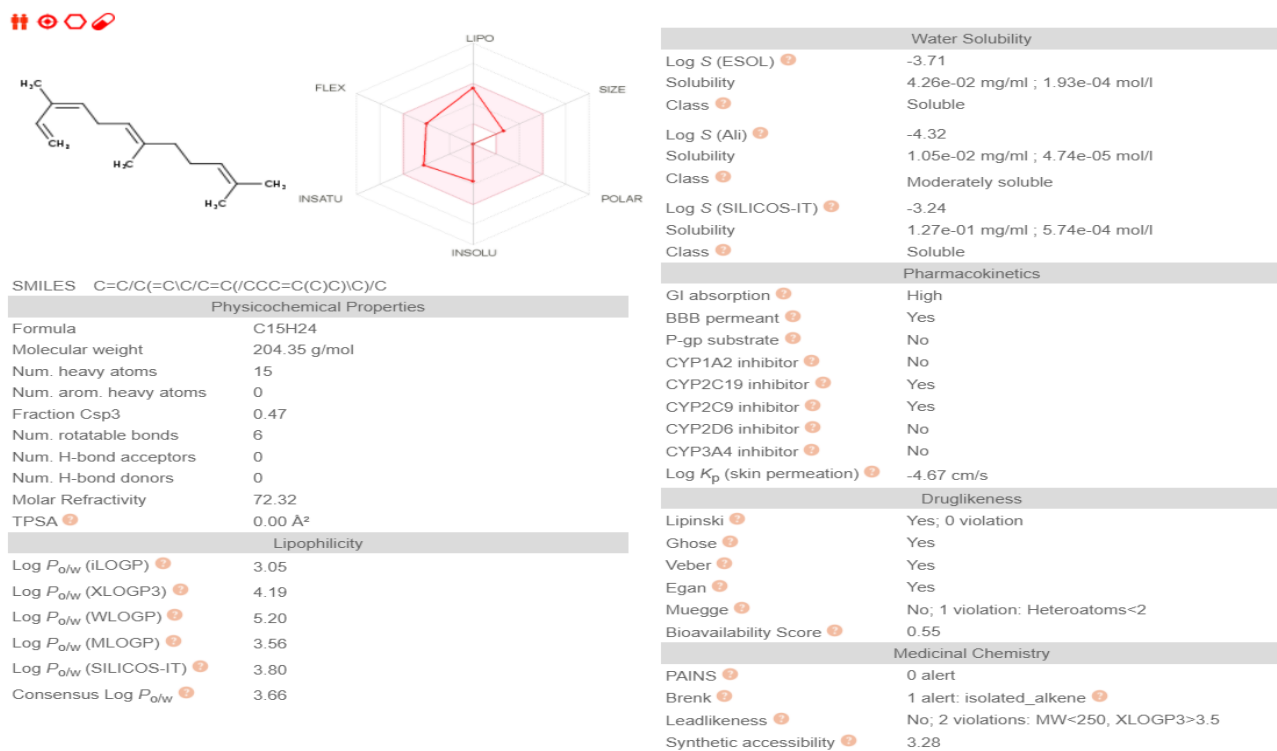 LIPO
FLEX
SIZE
H₃C
CH₂
H₃C
CH₃
H₃C
INSATU
POLAR
INSOLU
SMILES C=C/C(=C\C/C=C(/CCC=C(C)C)\C)/C
Physicochemical Properties
Formula C15H24
Molecular weight 204.35 g/mol
Num. heavy atoms 15
Num. arom. heavy atoms 0
Fraction Csp3 0.47
Num. rotatable bonds 6
Num. H-bond acceptors 0
Num. H-bond donors 0
Molar Refractivity 72.32
TPSA ? 0.00 Å²
Lipophilicity
Log Po/w (iLOGP) ? 3.05
Log Po/w (XLOGP3) ? 4.19
Log Po/w (WLOGP) ? 5.20
Log Po/w (MLOGP) ? 3.56
Log Po/w (SILICOS-IT) ? 3.80
Consensus Log Po/w ? 3.66
Water Solubility
Log S (ESOL) ? -3.71
Solubility 4.26e-02 mg/ml ; 1.93e-04 mol/l
Class ? Soluble
Log S (Ali) ? -4.32
Solubility 1.05e-02 mg/ml ; 4.74e-05 mol/l
Class ? Moderately soluble
Log S (SILICOS-IT) ? -3.24
Solubility 1.27e-01 mg/ml ; 5.74e-04 mol/l
Class ? Soluble
Pharmacokinetics
GI absorption ? High
BBB permeant ? Yes
P-gp substrate ? No
CYP1A2 inhibitor ? No
CYP2C19 inhibitor ? Yes
CYP2C9 inhibitor ? Yes
CYP2D6 inhibitor ? No
CYP3A4 inhibitor ? No
Log Kp (skin permeation) ? -4.67 cm/s
Druglikeness
Lipinski ? Yes; 0 violation
Ghose ? Yes
Veber ? Yes
Egan ? Yes
Muegge ? No; 1 violation: Heteroatoms<2
Bioavailability Score ? 0.55
Medicinal Chemistry
PAINS ? 0 alert
Brenk ? 1 alert: isolated_alkene ?
Leadlikeness ? No; 2 violations: MW<250, XLOGP3>3.5
Synthetic accessibility ? 3.28